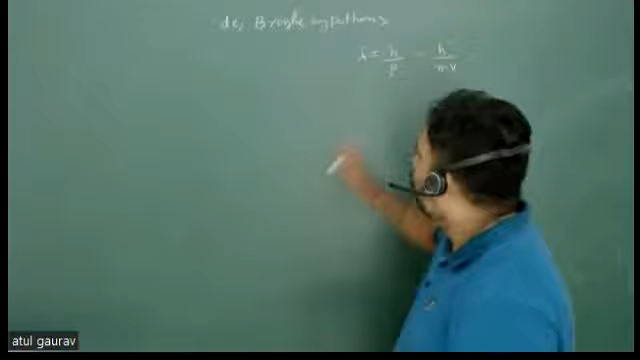 de, Broglie hypothesis
λ = h/p = h/mv
atul gaurav